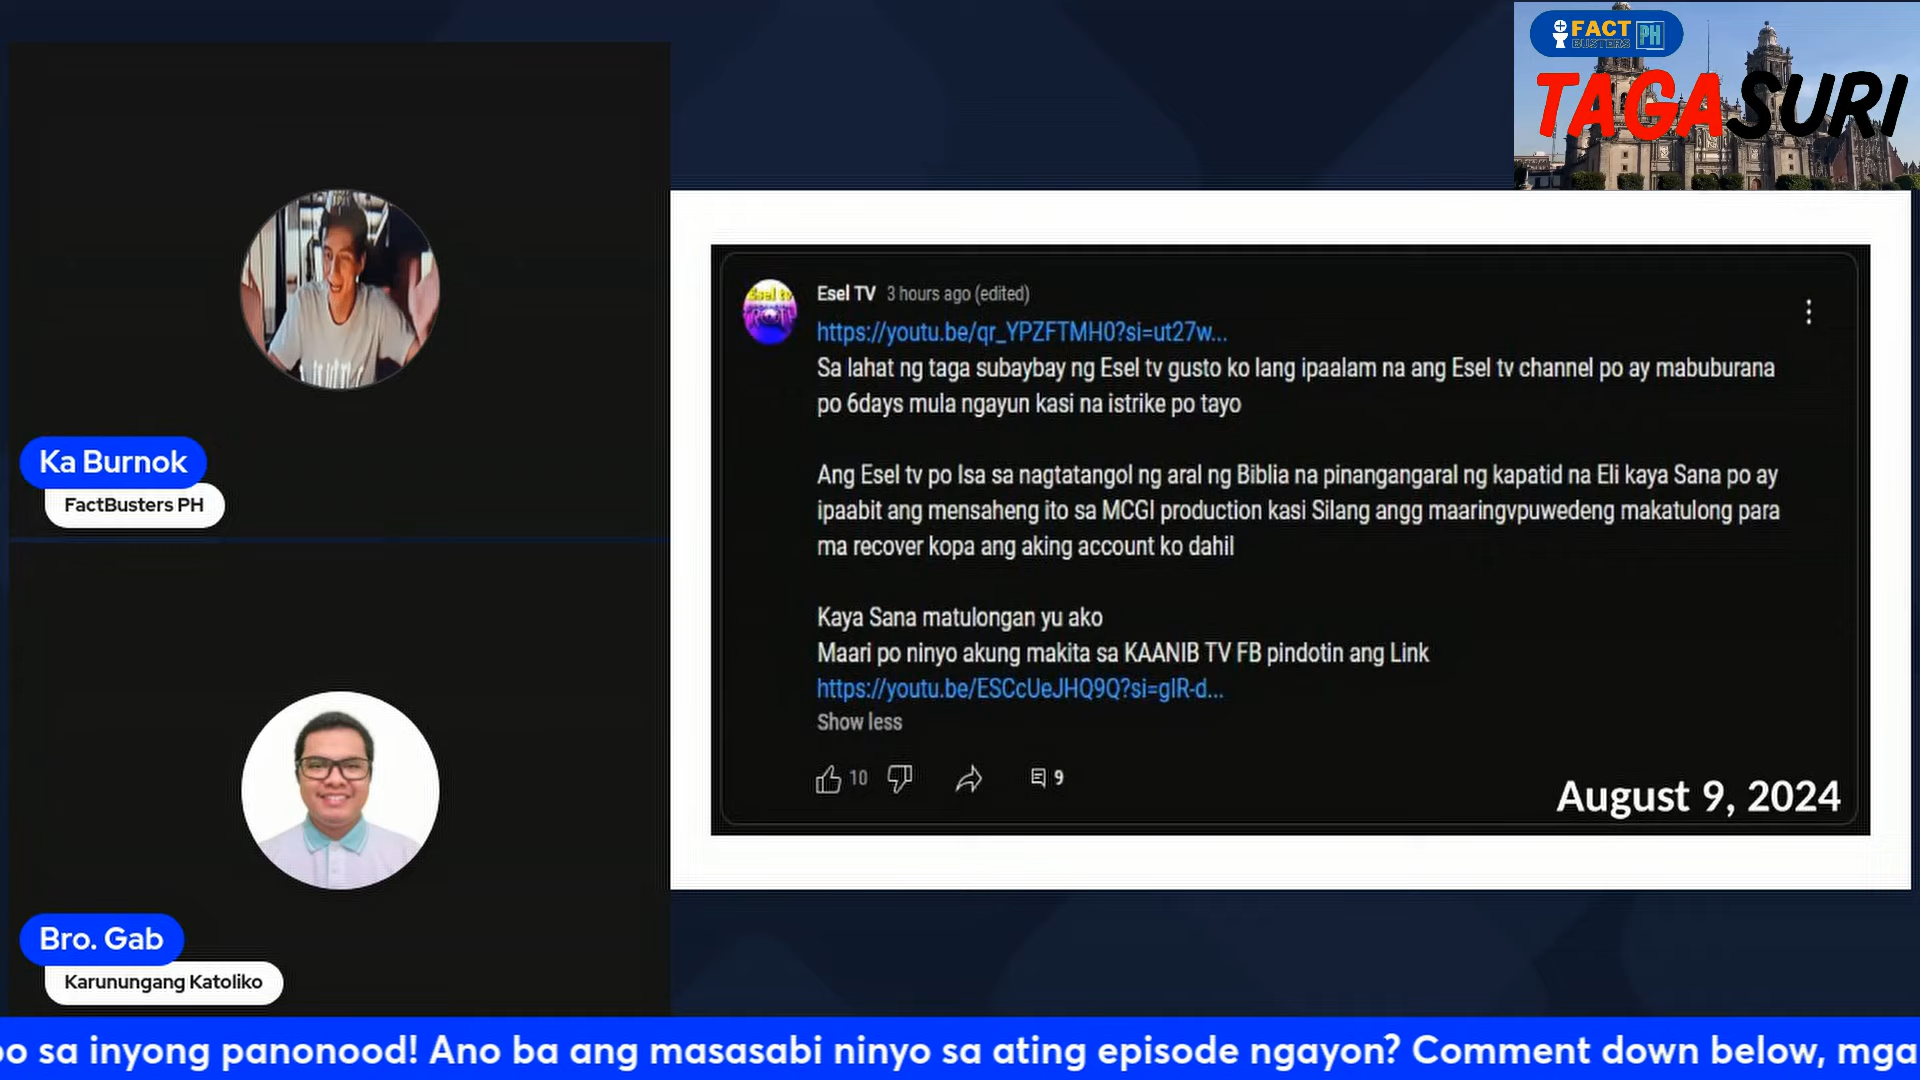 FACT
BUSTERS
PH
TAGASURI
Esel tv
Esel TV 3 hours ago (edited)
https://youtu.be/qr_YPZFTMH0?si=ut27w...
Sa lahat ng taga subaybay ng Esel tv gusto ko lang ipaalam na ang Esel tv channel po ay mabuburana
po 6days mula ngayun kasi na istrike po tayo
Ang Esel tv po Isa sa nagtatangol ng aral ng Biblia na pinangangaral ng kapatid na Eli kaya Sana po ay
ipaabit ang mensaheng ito sa MCGI production kasi Silang angg maaringvpuwedeng makatulong para
ma recover kopa ang aking account ko dahil
Kaya Sana matulongan yu ako
Maari po ninyo akung makita sa KAANIB TV FB pindotin ang Link
https://youtu.be/ESCcUeJHQ9Q?si=glR-d...
Show less
10
9
August 9, 2024
Ka Burnok
FactBusters PH
Bro. Gab
Karunungang Katoliko
po sa inyong panonood! Ano ba ang masasabi ninyo sa ating episode ngayon? Comment down below, mga